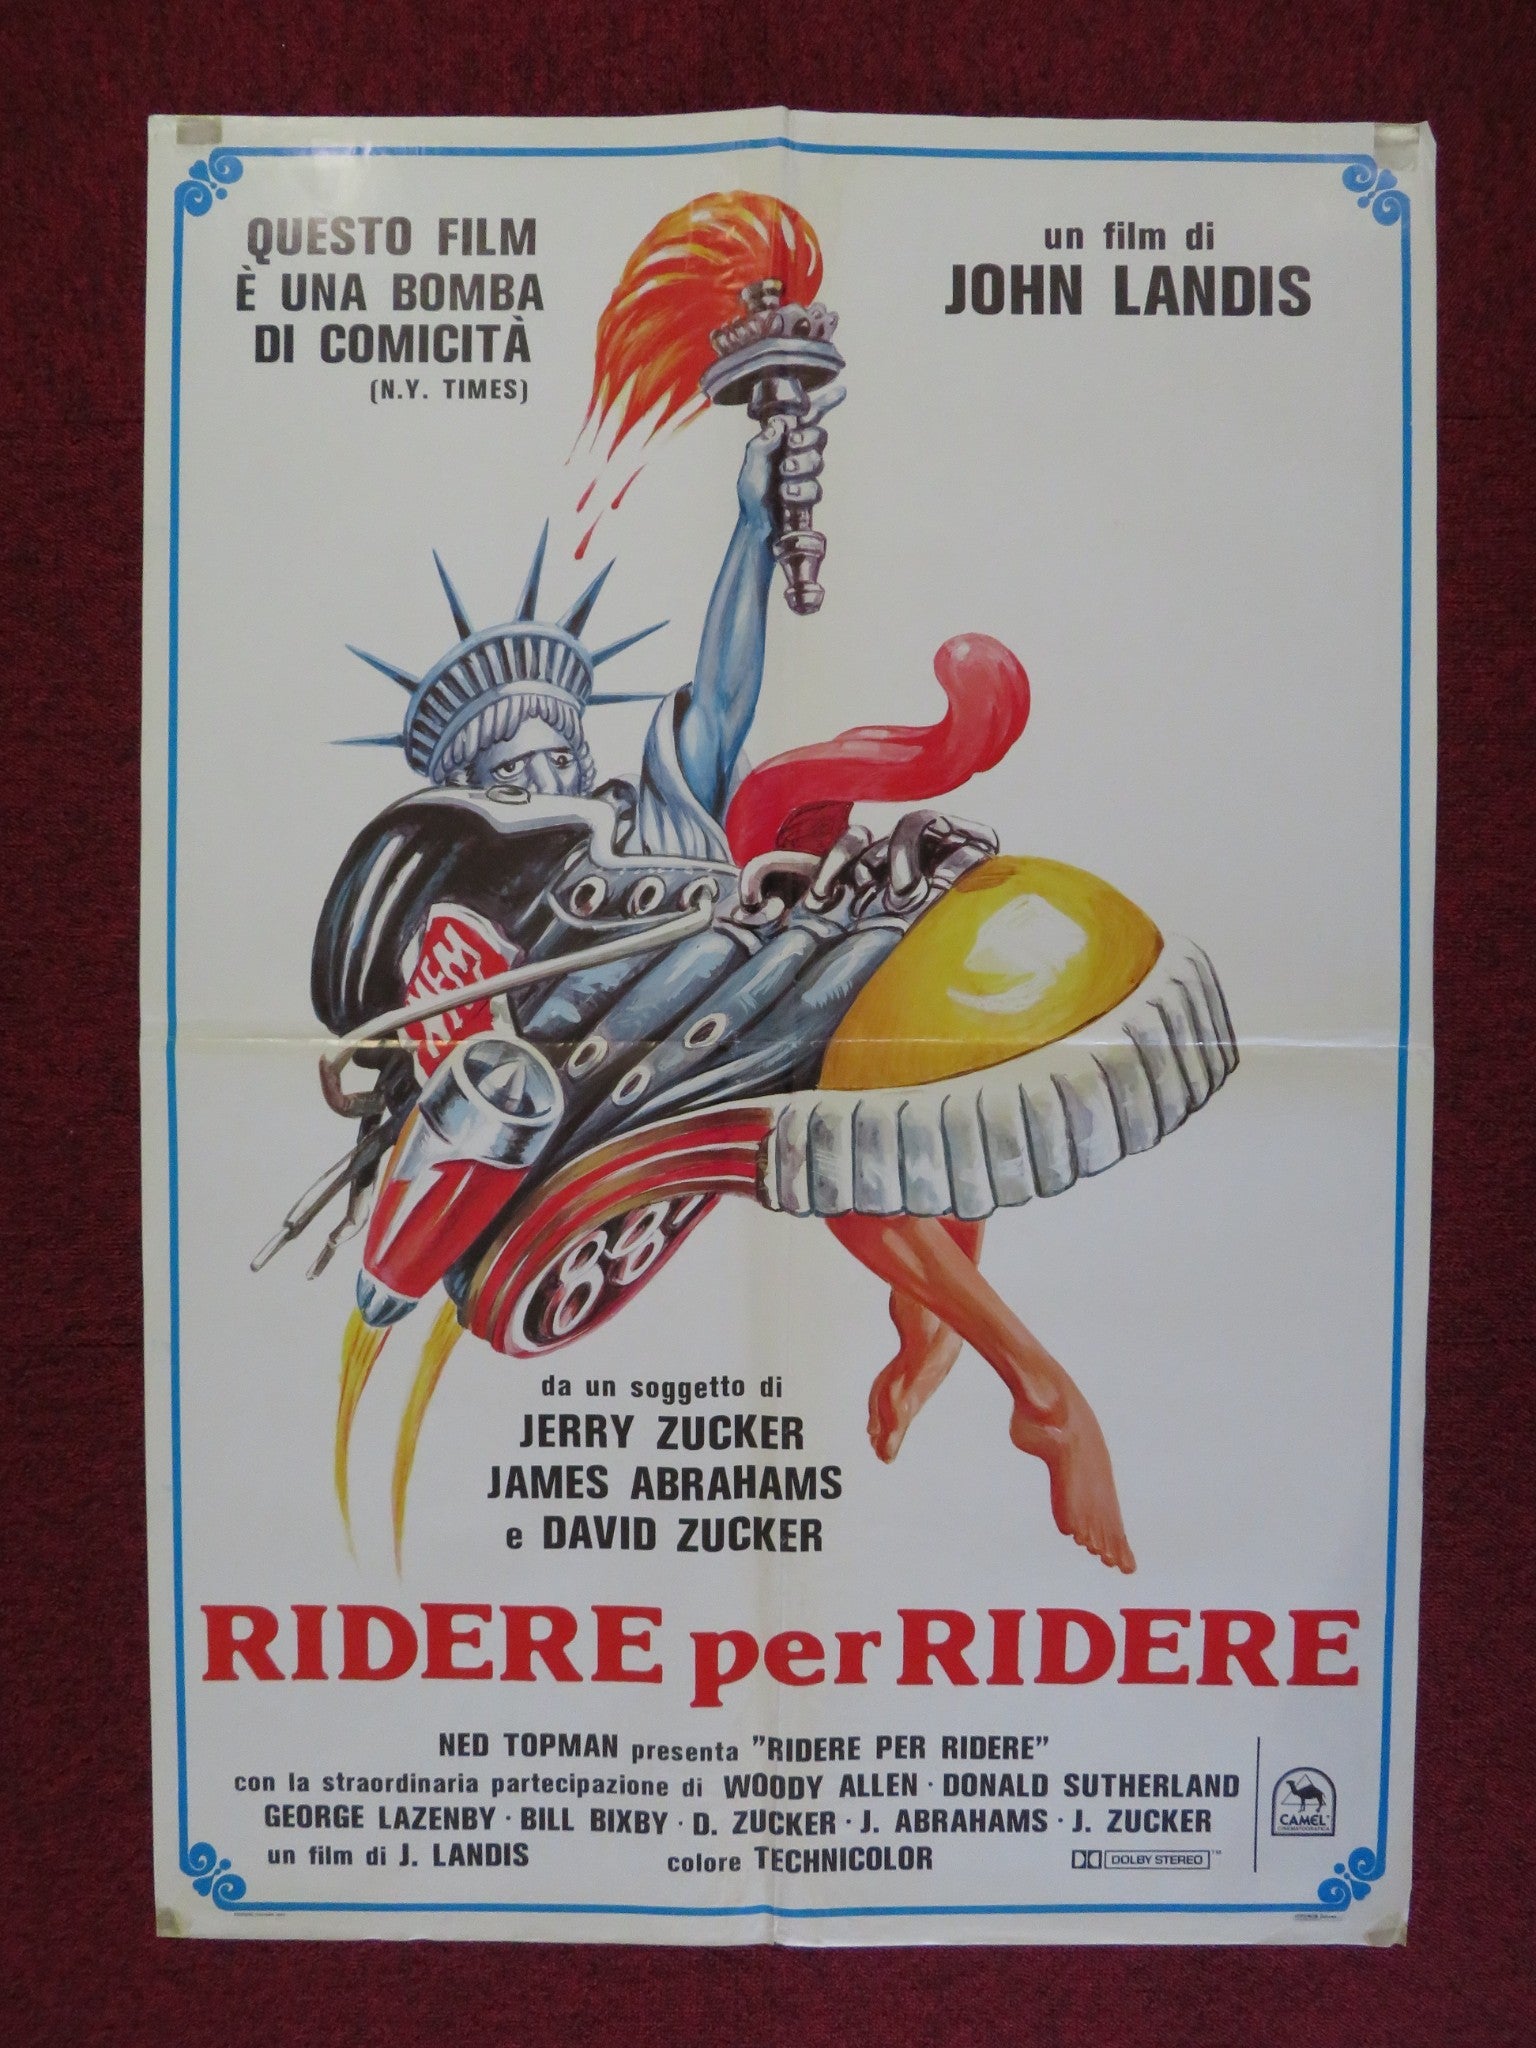 QUESTO FILM
È UNA BOMBA
DI COMICITÀ
(N.Y. TIMES)
un film di
JOHN LANDIS
da un soggetto di
JERRY ZUCKER
JAMES ABRAHAMS
e DAVID ZUCKER
RIDERE per RIDERE
NED TOPMAN presenta "RIDERE PER RIDERE"
con la straordinaria partecipazione di WOODY ALLEN · DONALD SUTHERLAND
GEORGE LAZENBY · BILL BIXBY · D. ZUCKER · J. ABRAHAMS · J. ZUCKER
un film di J. LANDIS
colore TECHNICOLOR
DOLBY STEREO TM
CAMEL
CINEMATOGRAFICA